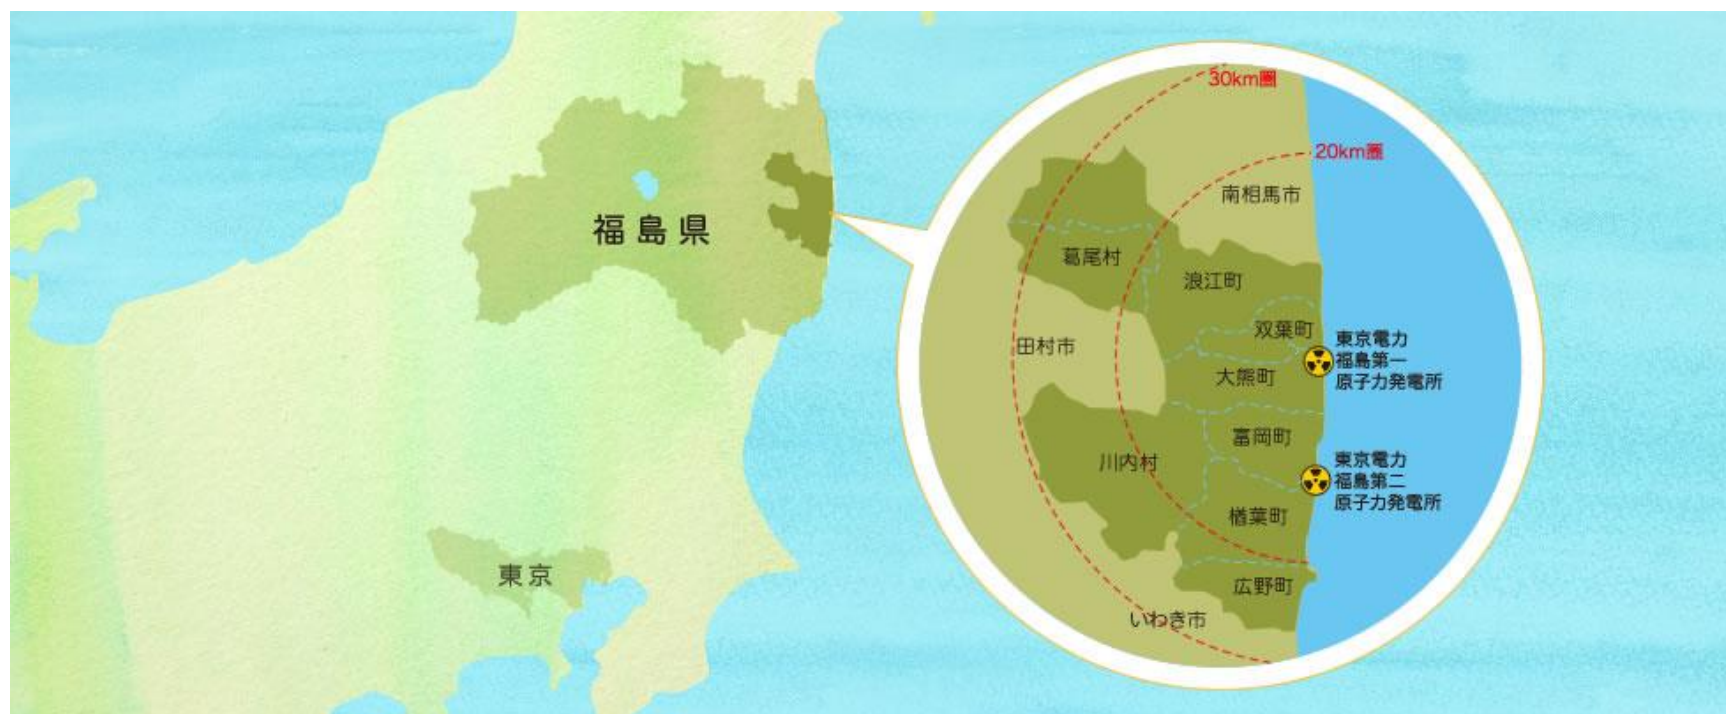 福島県
東京
30km圏
20km圏
南相馬市
葛尾村
浪江町
双葉町
田村市
大熊町
東京電力
福島第一
原子力発電所
富岡町
川内村
東京電力
福島第二
原子力発電所
楢葉町
広野町
いわき市